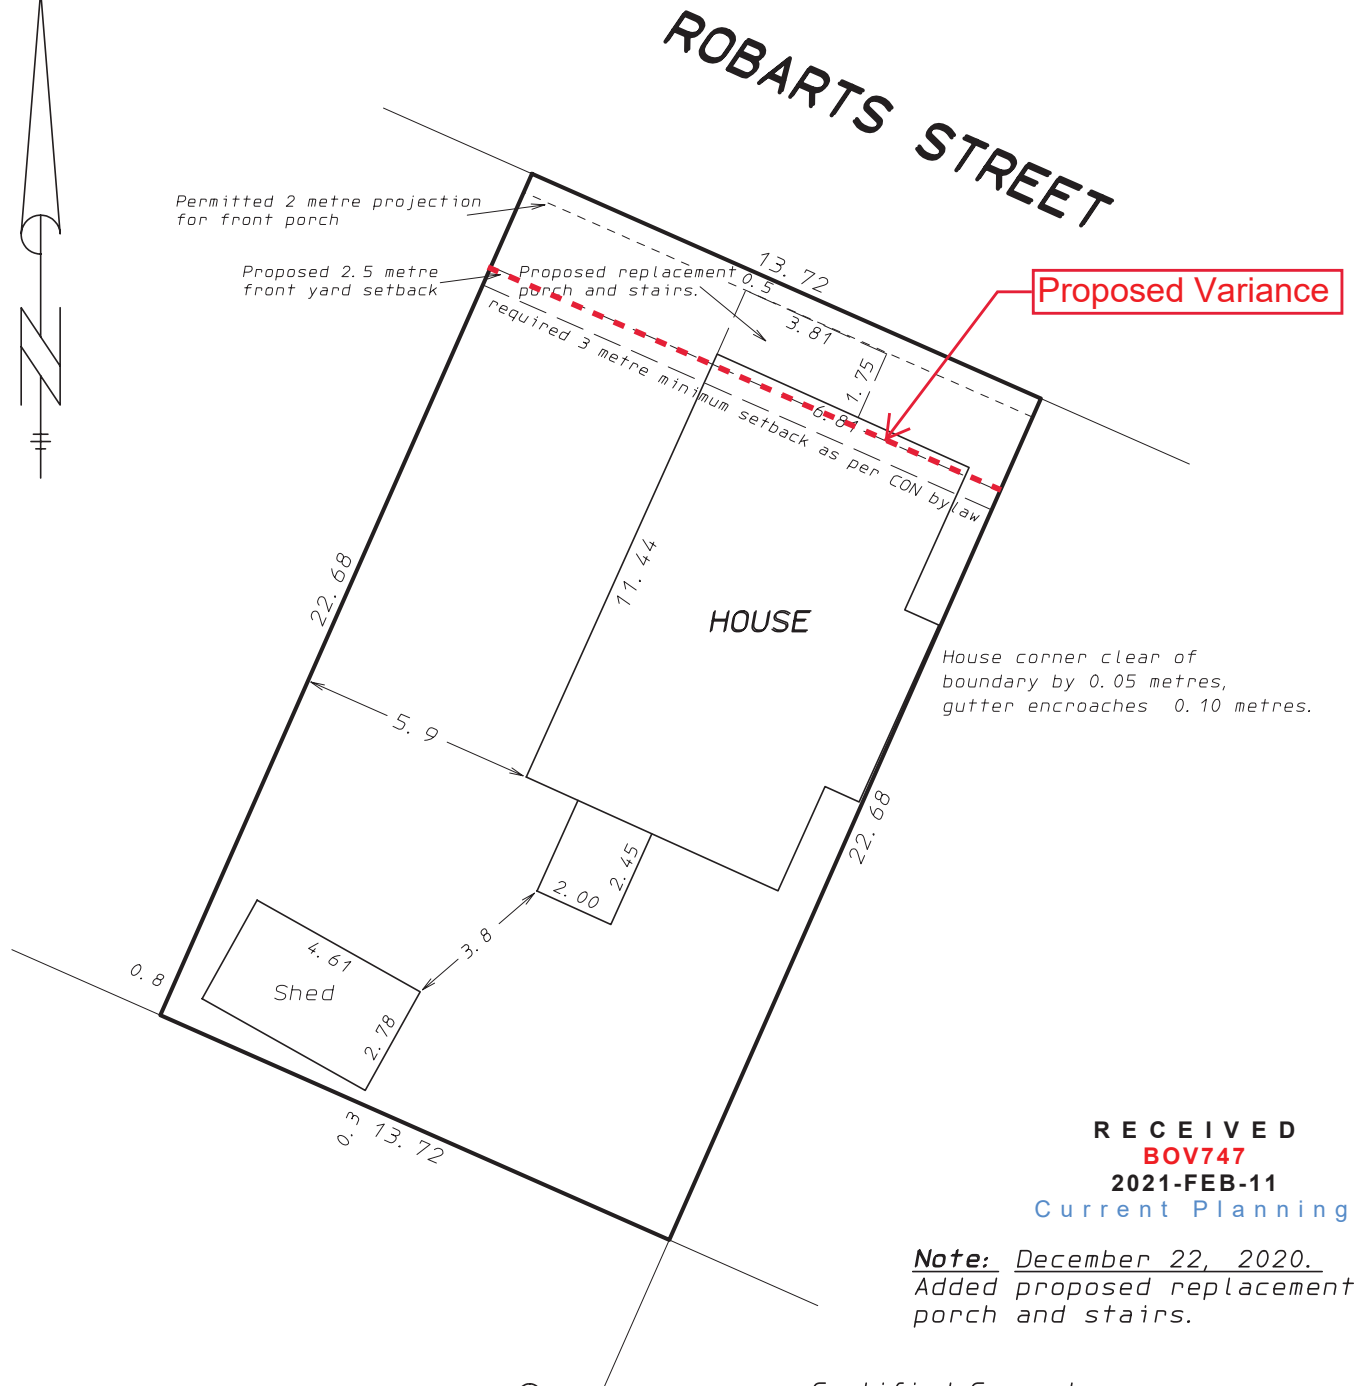 ROBARTS STREET
Permitted 2 metre projection
for front porch
Proposed 2.5 metre
front yard setback
Proposed replacement
porch and stairs.
13.72
0.5
3.81
1.75
Proposed Variance
required 3 metre minimum setback as per CON bylaw
6.81
22.68
11.44
HOUSE
House corner clear of
boundary by 0.05 metres,
gutter encroaches 0.10 metres.
5.9
22.68
2.45
2.00
3.8
4.61
Shed
2.78
0.8
0.3
13.72
RECEIVED
BOV747
2021-FEB-11
Current Planning
Note: December 22, 2020.
Added proposed replacement
porch and stairs.